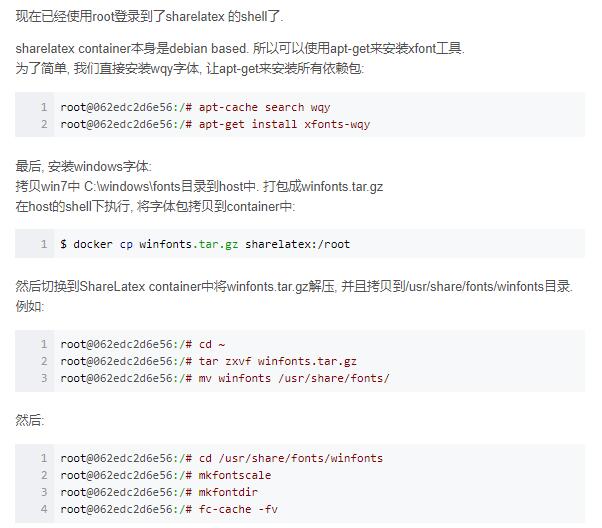 现在已经使用root登录到了sharelatex 的shell了.
sharelatex container本身是debian based. 所以可以使用apt-get来安装xfont工具.
为了简单, 我们直接安装wqy字体, 让apt-get来安装所有依赖包:
1 root@062edc2d6e56:/# apt-cache search wqy
2 root@062edc2d6e56:/# apt-get install xfonts-wqy
最后, 安装windows字体:
拷贝win7中 C:\windows\fonts目录到host中. 打包成winfonts.tar.gz
在host的shell下执行, 将字体包拷贝到container中:
1 $ docker cp winfonts.tar.gz sharelatex:/root
然后切换到ShareLatex container中将winfonts.tar.gz解压, 并且拷贝到/usr/share/fonts/winfonts目录.
例如:
1 root@062edc2d6e56:/# cd ~
2 root@062edc2d6e56:/# tar zxvf winfonts.tar.gz
3 root@062edc2d6e56:/# mv winfonts /usr/share/fonts/
然后:
1 root@062edc2d6e56:/# cd /usr/share/fonts/winfonts
2 root@062edc2d6e56:/# mkfontscale
3 root@062edc2d6e56:/# mkfontdir
4 root@062edc2d6e56:/# fc-cache -fv